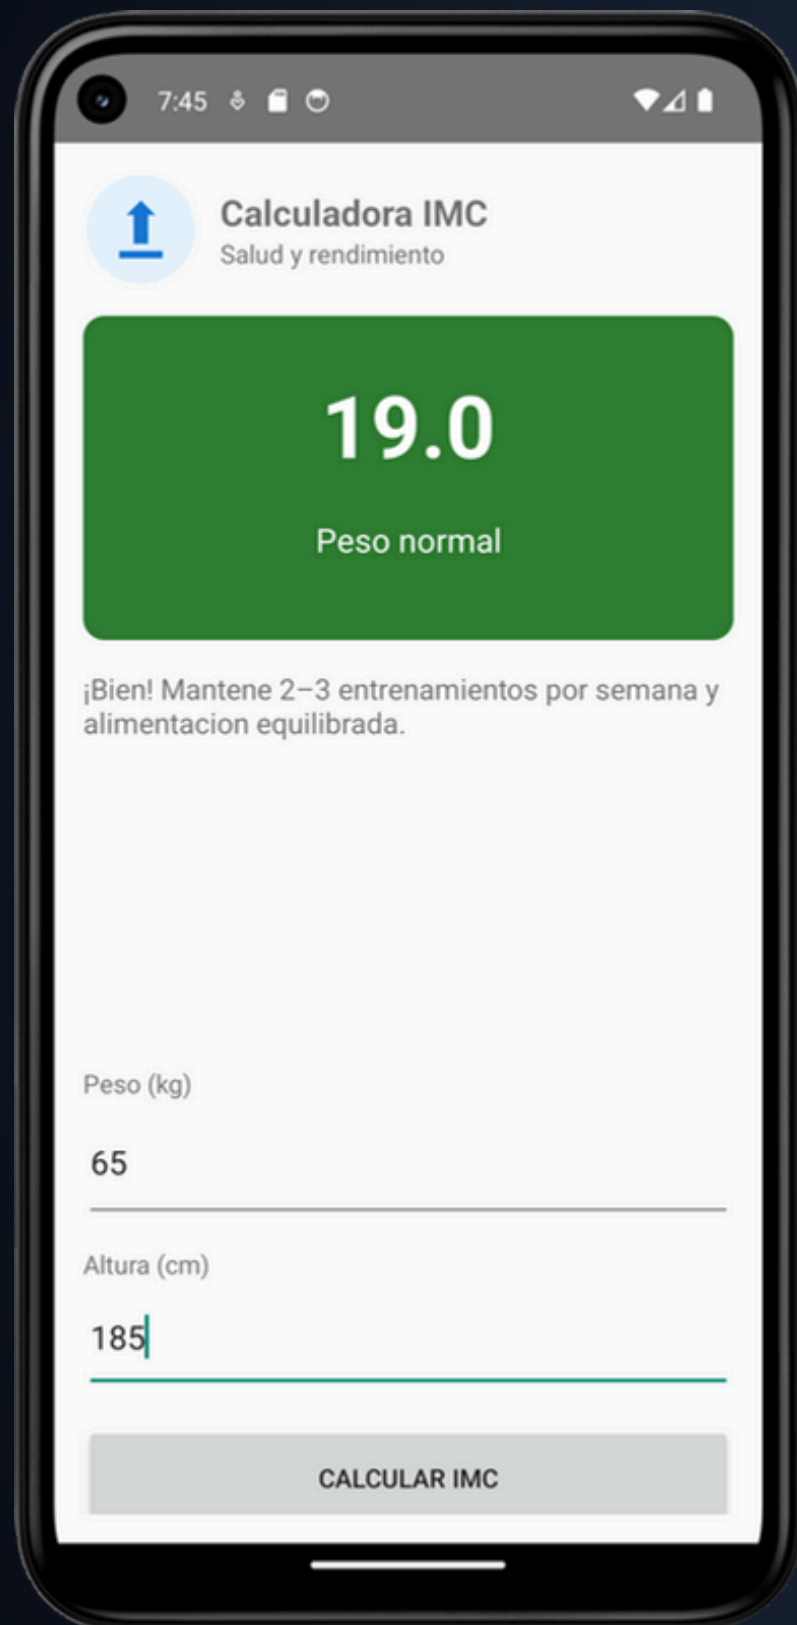 7:45
Calculadora IMC
Salud y rendimiento
19.0
Peso normal
¡Bien! Mantene 2–3 entrenamientos por semana y
alimentacion equilibrada.
Peso (kg)
65
Altura (cm)
185
CALCULAR IMC